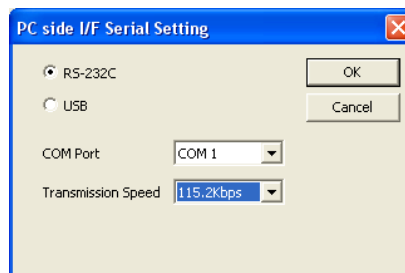 PC side I/F Serial Setting
RS-232C
OK
USB
Cancel
COM Port
COM 1
Transmission Speed
115.2Kbps